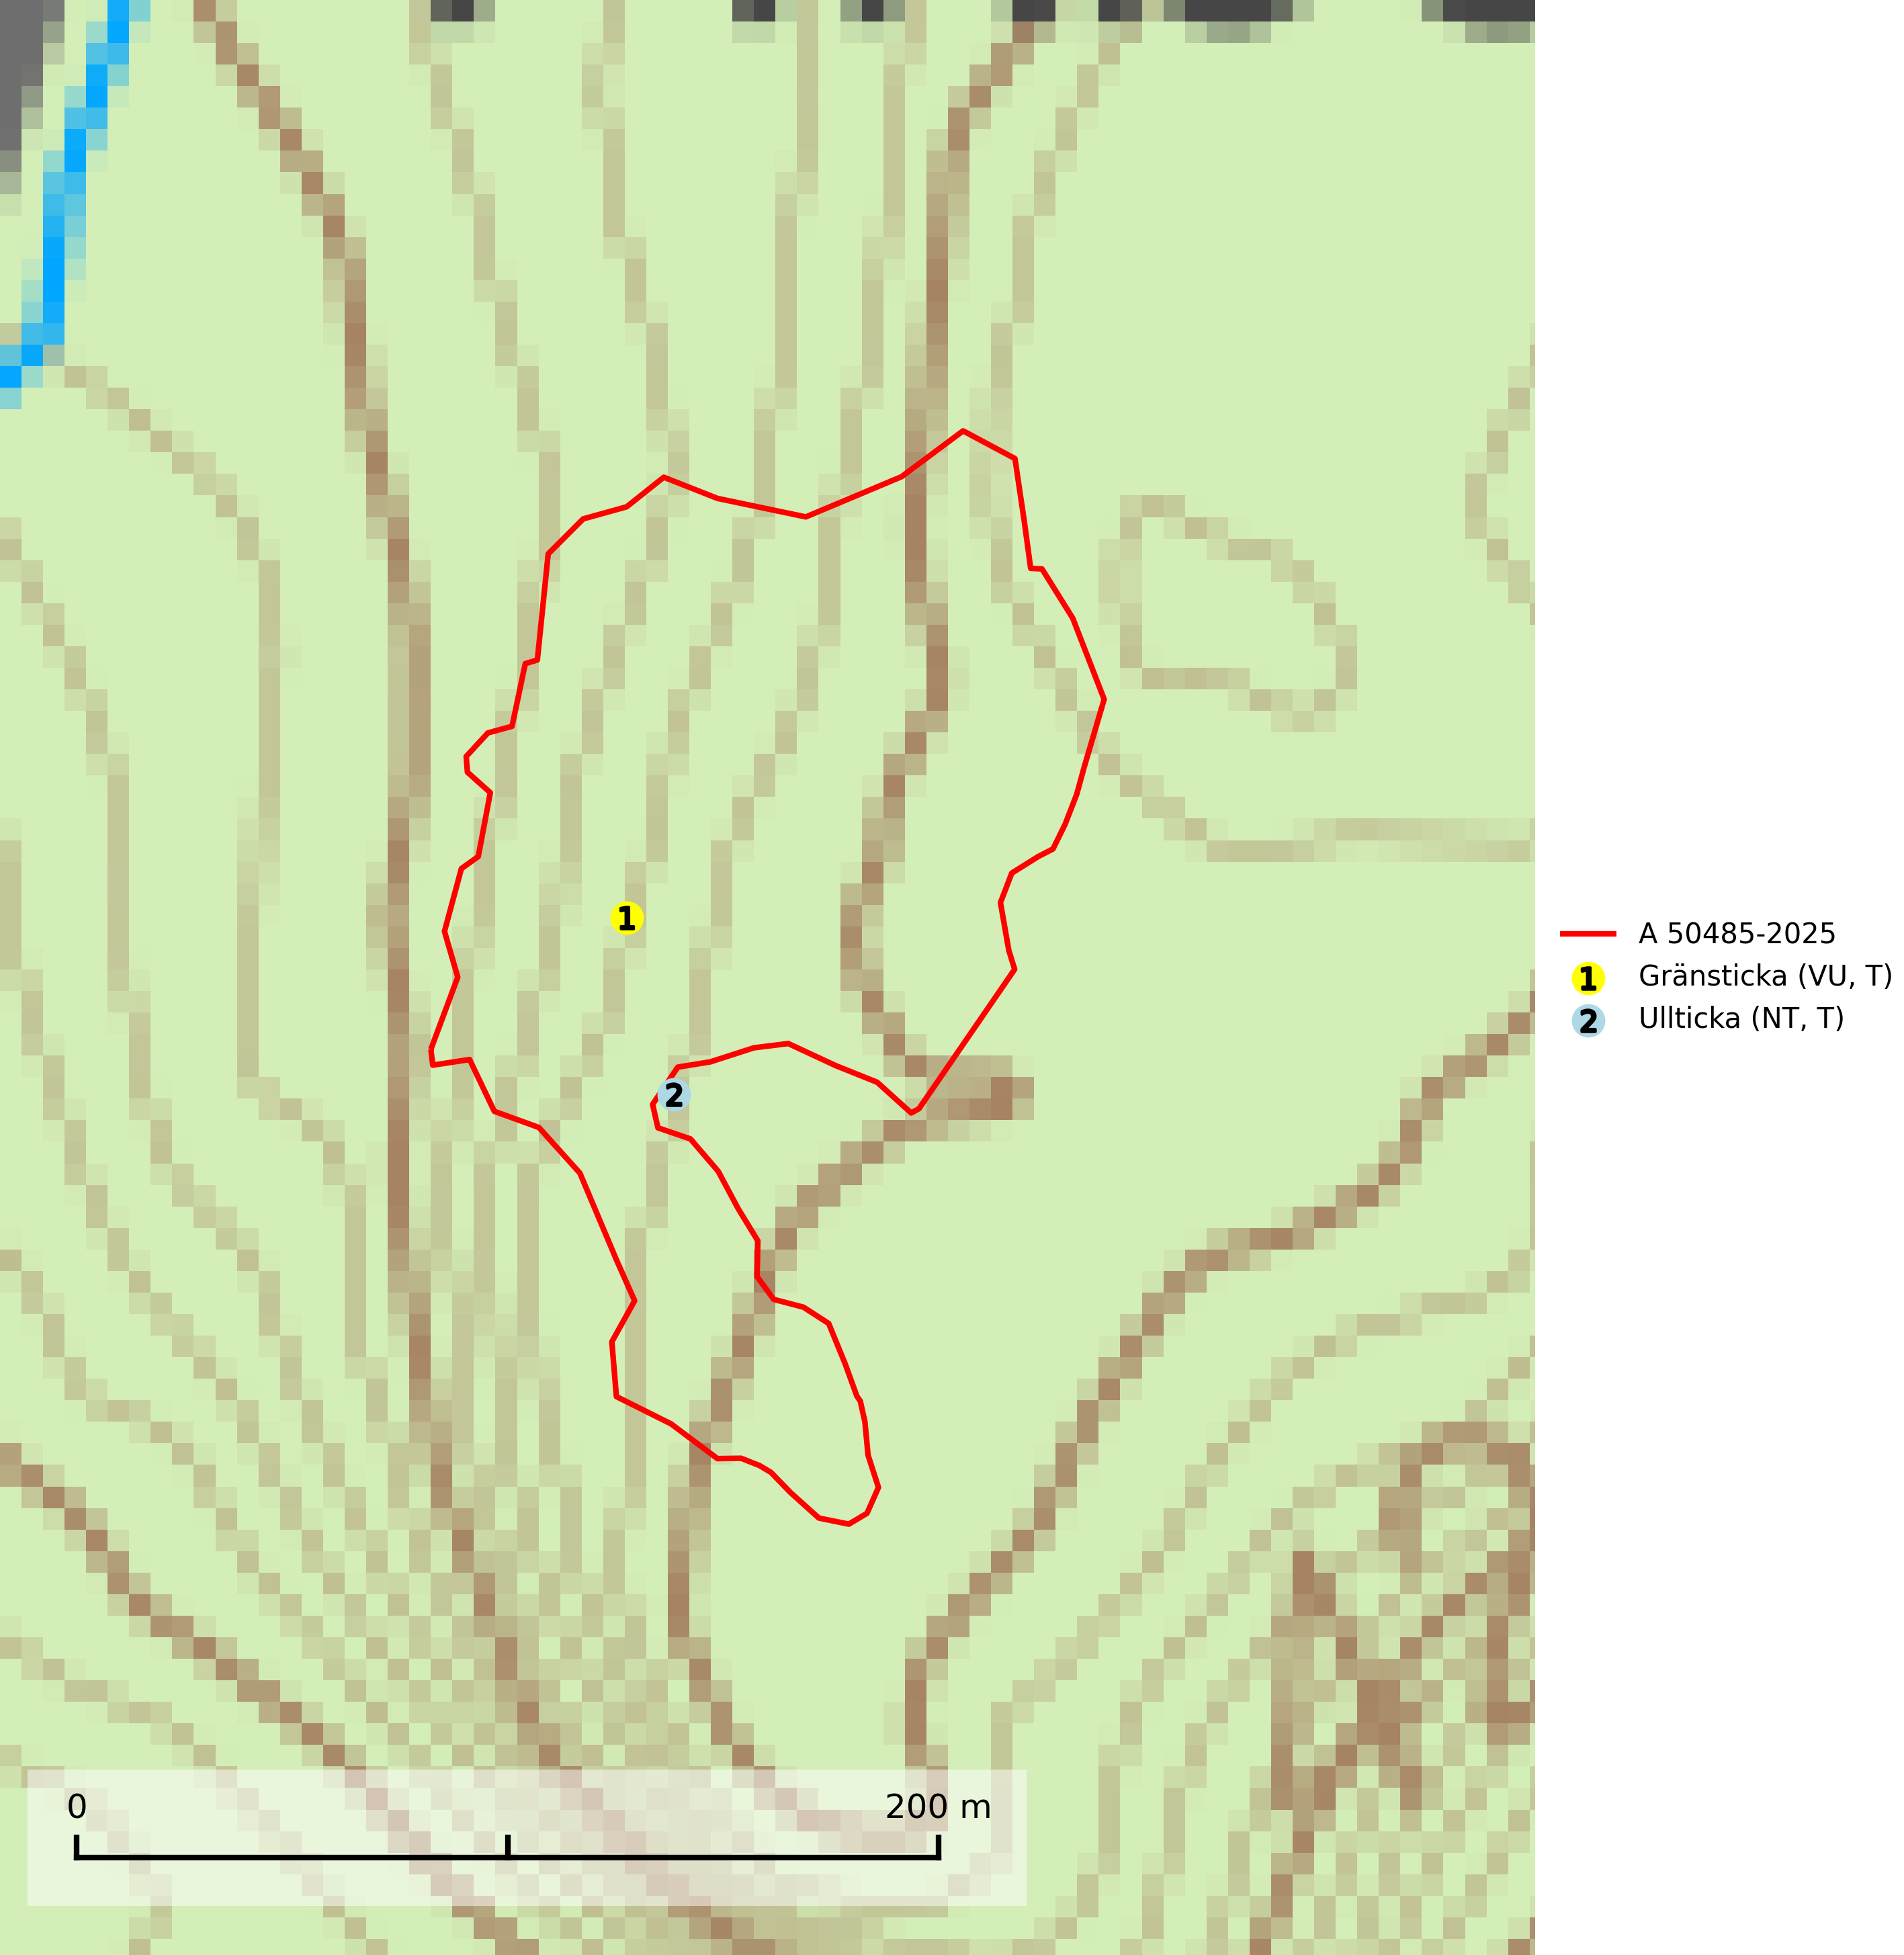 1
2
A 50485-2025
1 Gränsticka (VU, T)
2 Ullticka (NT, T)
0 200 m